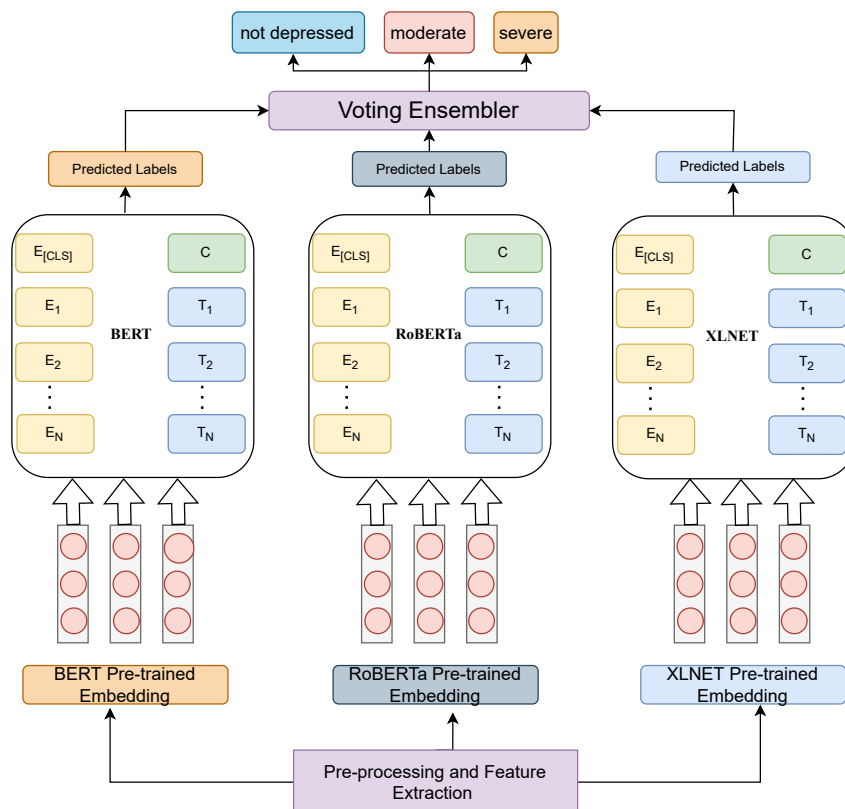 not depressed
moderate
severe
Voting Ensembler
Predicted Labels
Predicted Labels
Predicted Labels
E[CLS]
C
E1
T1
BERT
E2
T2
EN
TN
E[CLS]
C
E1
T1
RoBERTa
E2
T2
EN
TN
E[CLS]
C
E1
T1
XLNET
E2
T2
EN
TN
BERT Pre-trained
Embedding
RoBERTa Pre-trained
Embedding
XLNET Pre-trained
Embedding
Pre-processing and Feature
Extraction